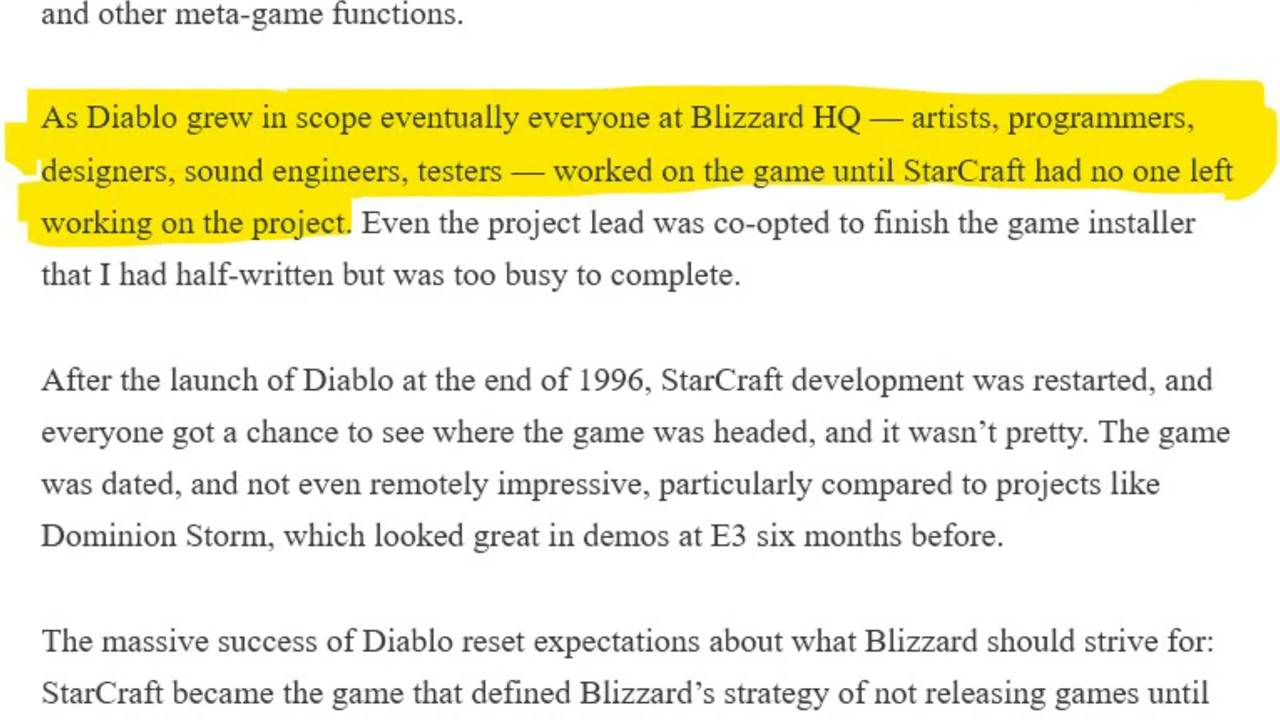 and other meta-game functions.
As Diablo grew in scope eventually everyone at Blizzard HQ — artists, programmers,
designers, sound engineers, testers — worked on the game until StarCraft had no one left
working on the project. Even the project lead was co-opted to finish the game installer
that I had half-written but was too busy to complete.
After the launch of Diablo at the end of 1996, StarCraft development was restarted, and
everyone got a chance to see where the game was headed, and it wasn’t pretty. The game
was dated, and not even remotely impressive, particularly compared to projects like
Dominion Storm, which looked great in demos at E3 six months before.
The massive success of Diablo reset expectations about what Blizzard should strive for:
StarCraft became the game that defined Blizzard’s strategy of not releasing games until